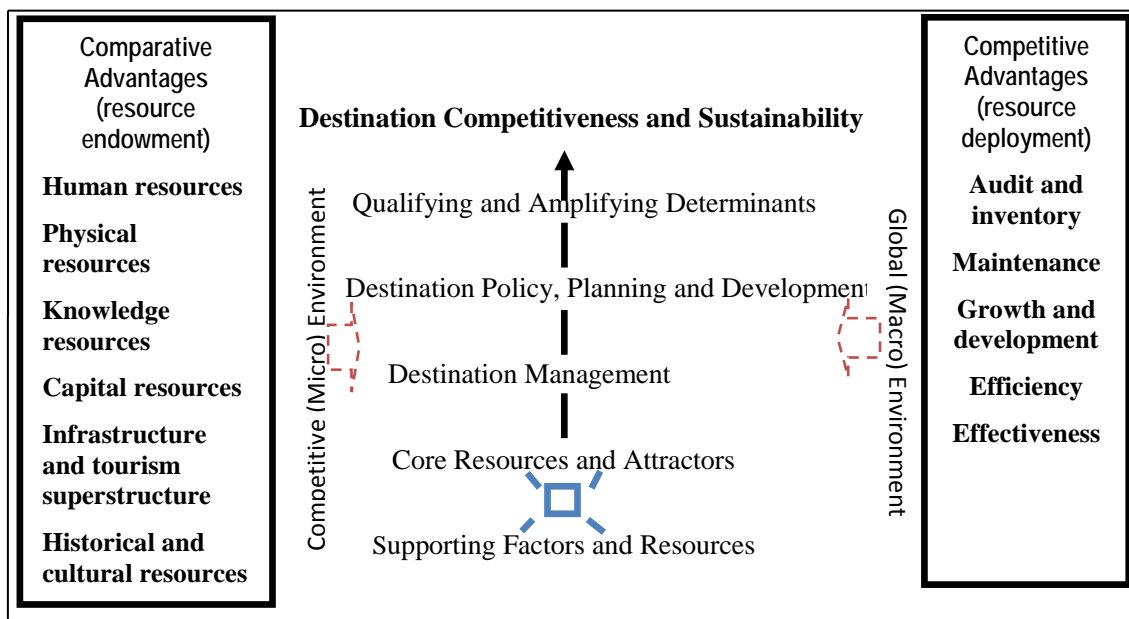 Comparative
Advantages
(resource
endowment)
Human resources
Physical
resources
Knowledge
resources
Capital resources
Infrastructure
and tourism
superstructure
Historical and
cultural resources
Competitive (Micro) Environment
Destination Competitiveness and Sustainability
Qualifying and Amplifying Determinants
Destination Policy, Planning and Development
Destination Management
Core Resources and Attractors
Supporting Factors and Resources
Global (Macro) Environment
Competitive
Advantages
(resource
deployment)
Audit and
inventory
Maintenance
Growth and
development
Efficiency
Effectiveness